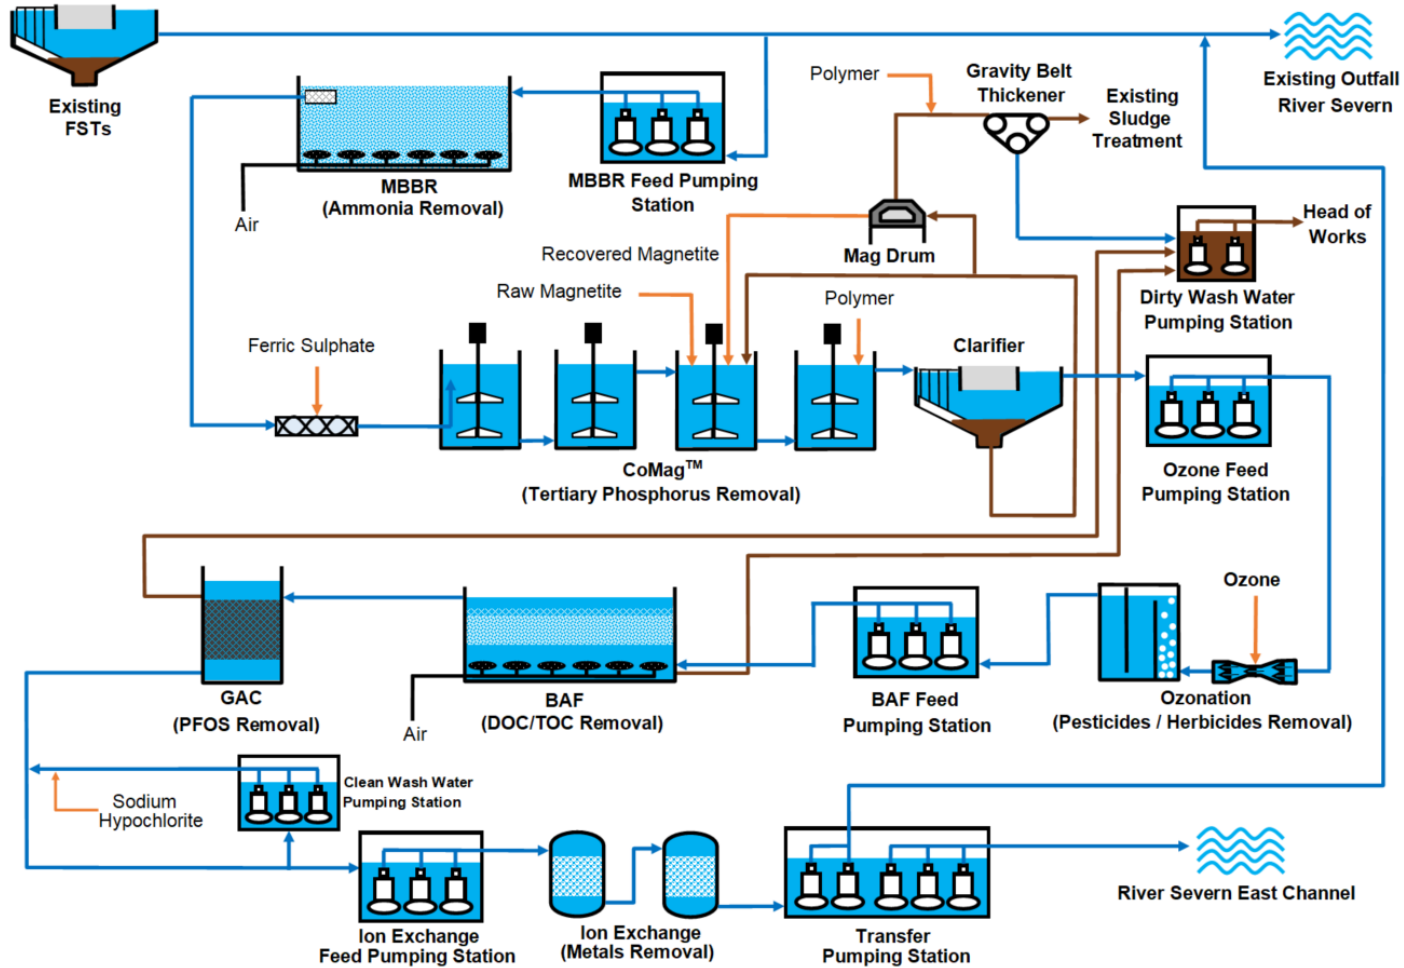 Existing
FSTs
Existing Outfall
River Severn
Polymer
Gravity Belt
Thickener
Existing
Sludge
Treatment
MBBR
(Ammonia Removal)
Air
MBBR Feed Pumping
Station
Mag Drum
Head of
Works
Dirty Wash Water
Pumping Station
Recovered Magnetite
Raw Magnetite
Polymer
Ferric Sulphate
Clarifier
CoMag™
(Tertiary Phosphorus Removal)
Ozone Feed
Pumping Station
Ozone
GAC
(PFOS Removal)
BAF
(DOC/TOC Removal)
Air
BAF Feed
Pumping Station
Ozonation
(Pesticides / Herbicides Removal)
Clean Wash Water
Pumping Station
Sodium
Hypochlorite
Ion Exchange
Feed Pumping Station
Ion Exchange
(Metals Removal)
Transfer
Pumping Station
River Severn East Channel